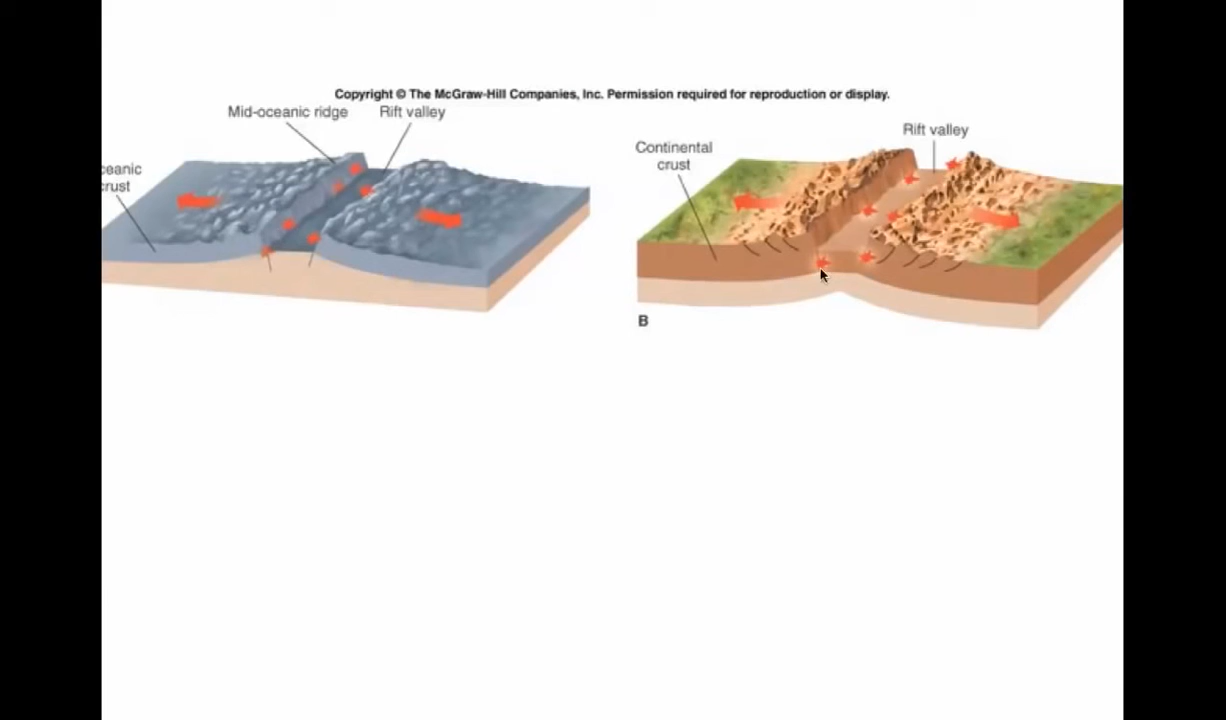 Copyright © The McGraw-Hill Companies, Inc. Permission required for reproduction or display.
Mid-oceanic ridge
Rift valley
ceanic
crust
Rift valley
Continental
crust
B